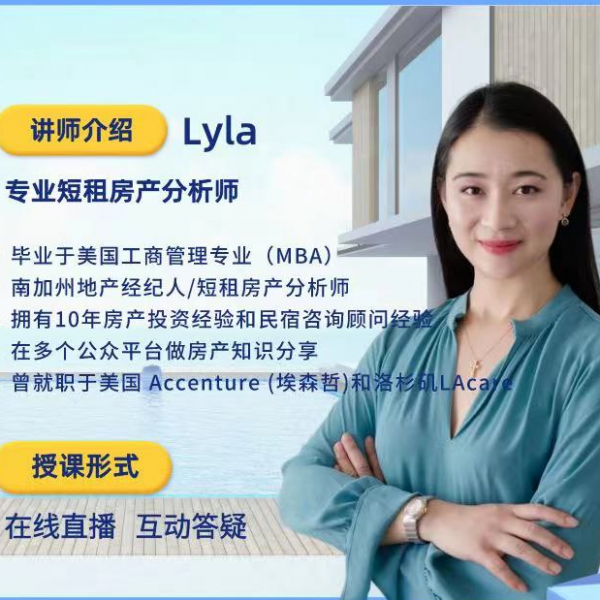 讲师介绍 Lyla
专业短租房产分析师
毕业于美国工商管理专业（MBA）
南加州地产经纪人/短租房产分析师
拥有10年房产投资经验和民宿咨询顾问经验
在多个公众平台做房产知识分享
曾就职于美国 Accenture (埃森哲)和洛杉矶LAcare
授课形式
在线直播 互动答疑